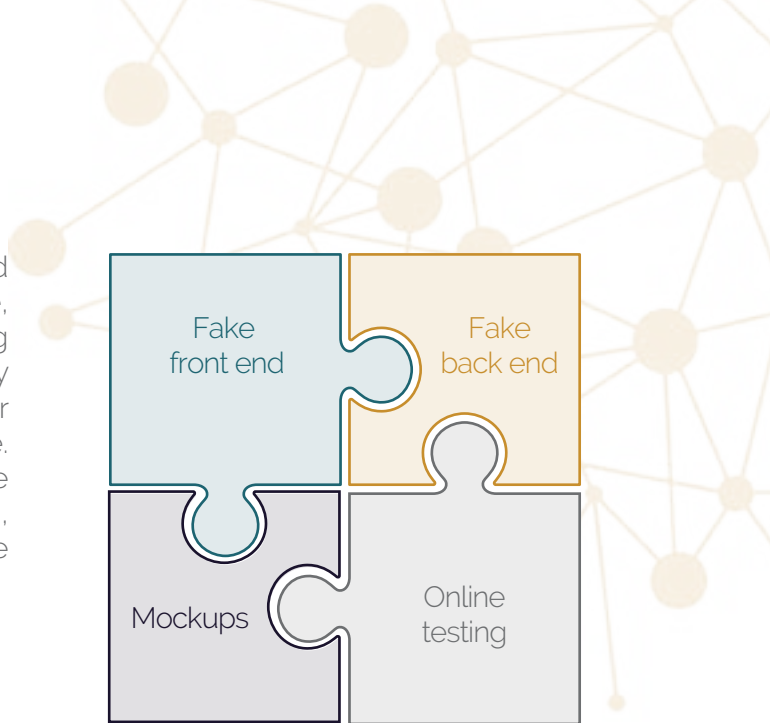 Fake
front end
Fake
back end
Mockups
Online
testing